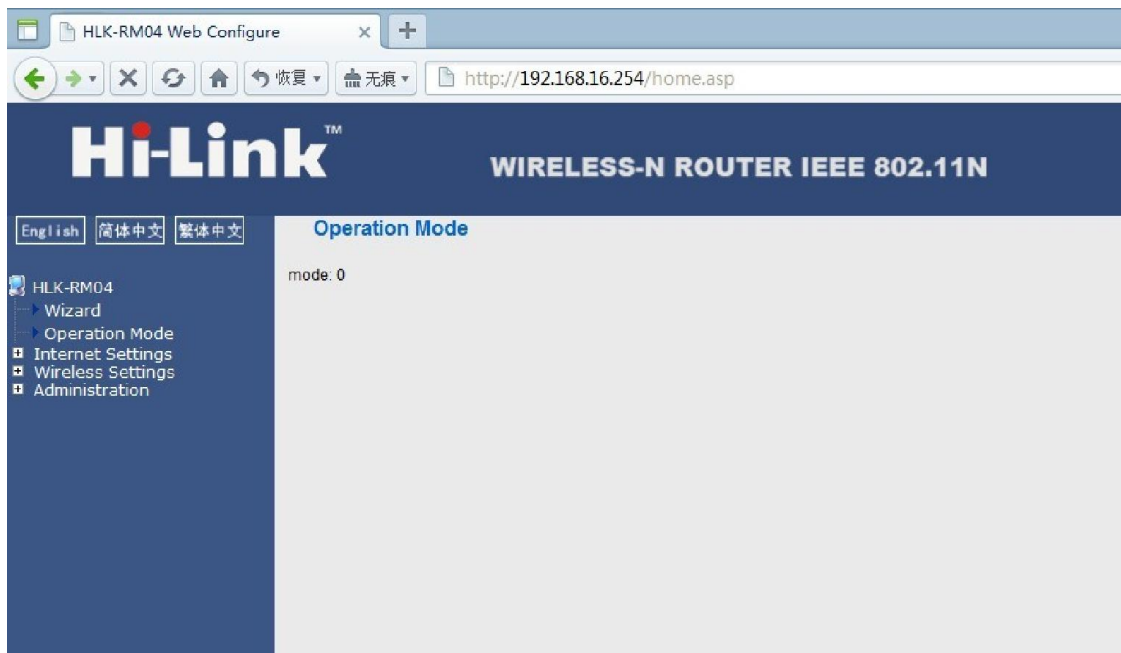 HLK-RM04 Web Configure
恢复 无痕 http://192.168.16.254/home.asp
Hi-Link™
WIRELESS-N ROUTER IEEE 802.11N
English 简体中文 繁体中文
Operation Mode
mode: 0
HLK-RM04
Wizard
Operation Mode
Internet Settings
Wireless Settings
Administration